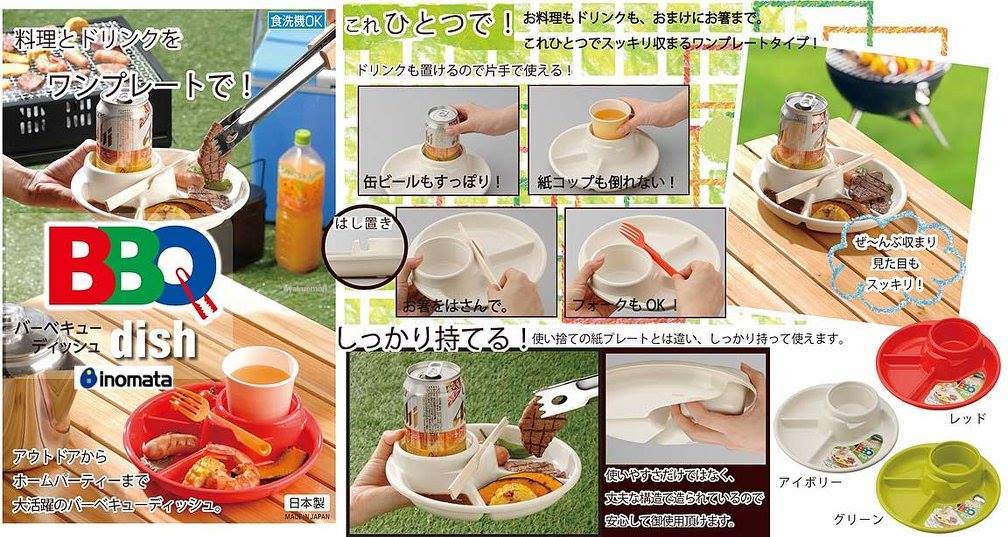 食洗機OK
料理とドリンクを
ワンプレートで！
BBQ
バーベキュー
ディッシュ
dish
inomata
アウトドアから
ホームパーティーまで
大活躍のバーベキューディッシュ。
日本製
MADE IN JAPAN
これひとつで！
お料理もドリンクも、おまけにお箸まで。
これひとつでスッキリ収まるワンプレートタイプ！
ドリンクも置けるので片手で使える！
缶ビールもすっぽり！
紙コップも倒れない！
はし置き
お箸をはさんで。
フォークもOK！
ぜ〜んぶ収まり
見た目も
スッキリ！
しっかり持てる！
使い捨ての紙プレートとは違い、しっかり持って使えます。
使いやすさだけではなく、
丈夫な構造で造られているので
安心して御使用頂けます。
レッド
アイボリー
グリーン